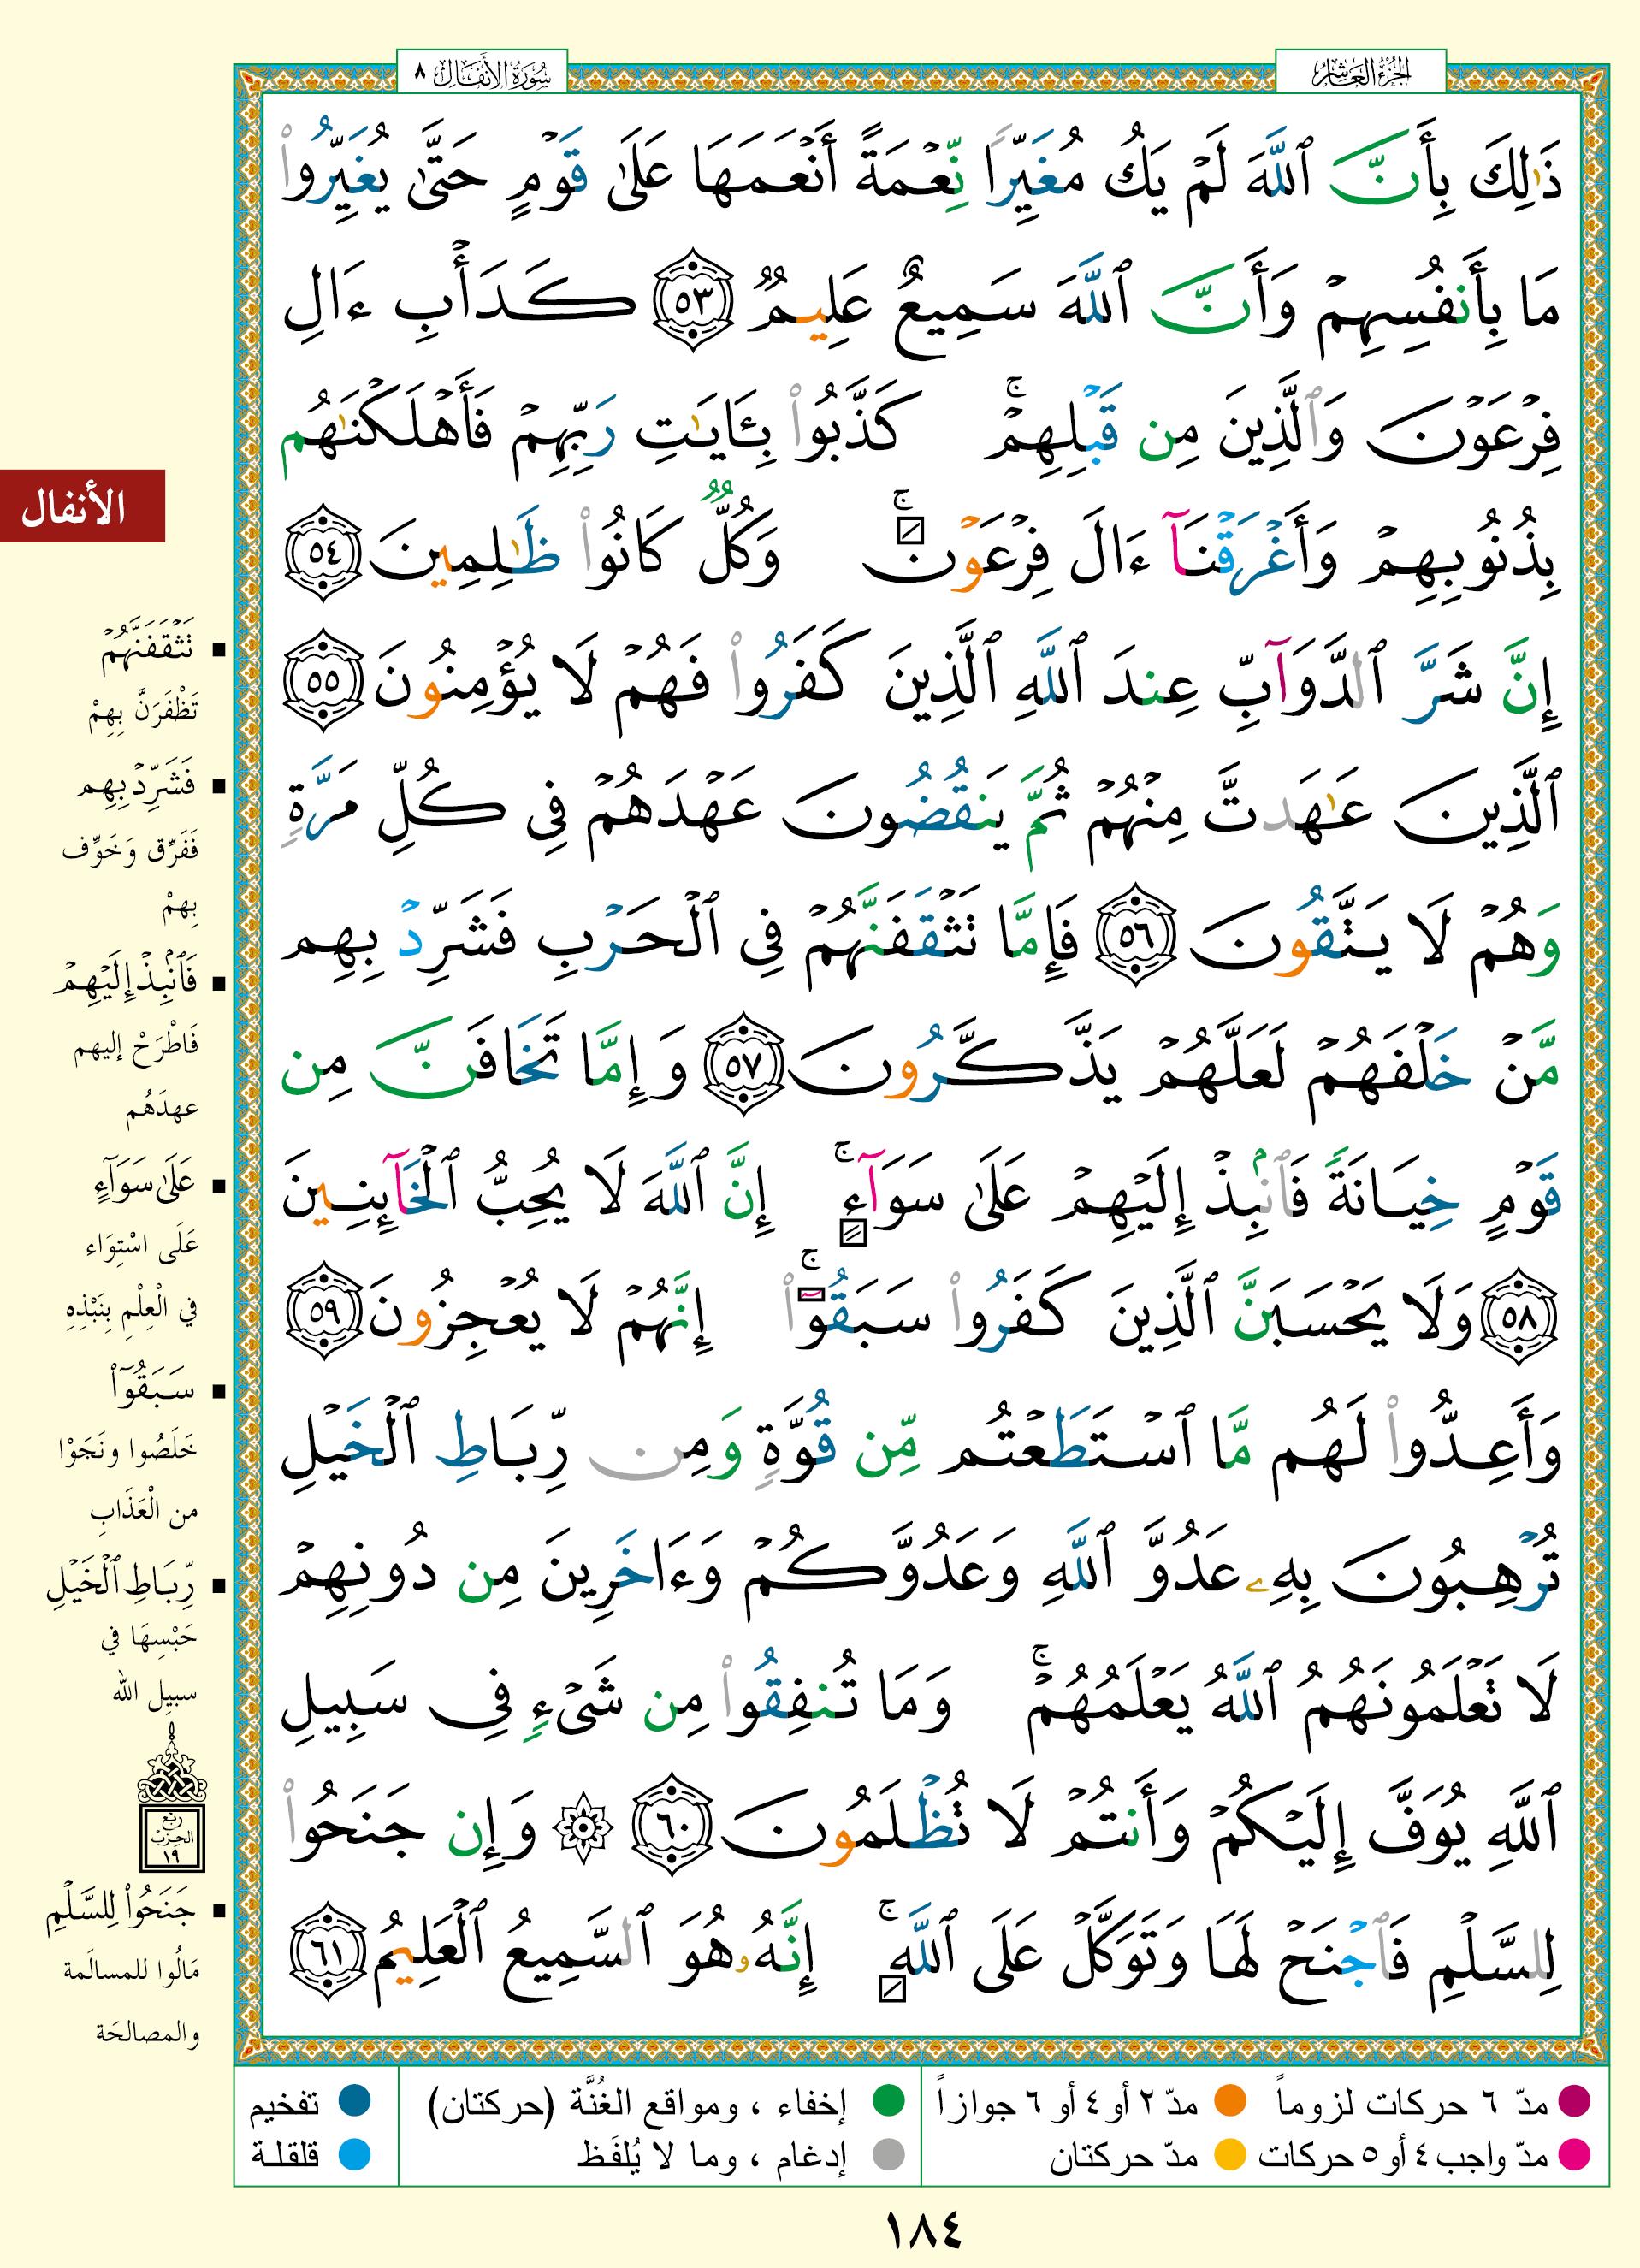 الجزء العاشر
سورة الأنفال ٨
ذَٰلِكَ بِأَنَّ ٱللَّهَ لَمْ يَكُ مُغَيِّرًا نِّعْمَةً أَنْعَمَهَا عَلَىٰ قَوْمٍ حَتَّىٰ يُغَيِّرُوا۟
مَا بِأَنفُسِهِمْ وَأَنَّ ٱللَّهَ سَمِيعٌ عَلِيمٌ ٥٣ كَدَأْبِ ءَالِ
فِرْعَوْنَ وَٱلَّذِينَ مِن قَبْلِهِمْ ۚ كَذَّبُوا۟ بِـَٔايَـٰتِ رَبِّهِمْ فَأَهْلَكْنَـٰهُم
بِذُنُوبِهِمْ وَأَغْرَقْنَآ ءَالَ فِرْعَوْنَ ۚ وَكُلٌّ كَانُوا۟ ظَـٰلِمِينَ ٥٤
إِنَّ شَرَّ ٱلدَّوَآبِّ عِندَ ٱللَّهِ ٱلَّذِينَ كَفَرُوا۟ فَهُمْ لَا يُؤْمِنُونَ ٥٥
ٱلَّذِينَ عَـٰهَدتَّ مِنْهُمْ ثُمَّ يَنقُضُونَ عَهْدَهُمْ فِى كُلِّ مَرَّةٍ
وَهُمْ لَا يَتَّقُونَ ٥٦ فَإِمَّا تَثْقَفَنَّهُمْ فِى ٱلْحَرْبِ فَشَرِّدْ بِهِم
مَّنْ خَلْفَهُمْ لَعَلَّهُمْ يَذَّكَّرُونَ ٥٧ وَإِمَّا تَخَافَنَّ مِن
قَوْمٍ خِيَانَةً فَٱنۢبِذْ إِلَيْهِمْ عَلَىٰ سَوَآءٍ ۚ إِنَّ ٱللَّهَ لَا يُحِبُّ ٱلْخَآئِنِينَ
٥٨ وَلَا يَحْسَبَنَّ ٱلَّذِينَ كَفَرُوا۟ سَبَقُوٓا۟ ۚ إِنَّهُمْ لَا يُعْجِزُونَ ٥٩
وَأَعِدُّوا۟ لَهُم مَّا ٱسْتَطَعْتُم مِّن قُوَّةٍ وَمِن رِّبَاطِ ٱلْخَيْلِ
تُرْهِبُونَ بِهِۦ عَدُوَّ ٱللَّهِ وَعَدُوَّكُمْ وَءَاخَرِينَ مِن دُونِهِمْ
لَا تَعْلَمُونَهُمُ ٱللَّهُ يَعْلَمُهُمْ ۚ وَمَا تُنفِقُوا۟ مِن شَىْءٍ فِى سَبِيلِ
ٱللَّهِ يُوَفَّ إِلَيْكُمْ وَأَنتُمْ لَا تُظْلَمُونَ ٦٠ ۞ وَإِن جَنَحُوا۟
لِلسَّلْمِ فَٱجْنَحْ لَهَا وَتَوَكَّلْ عَلَى ٱللَّهِ ۚ إِنَّهُۥ هُوَ ٱلسَّمِيعُ ٱلْعَلِيمُ ٦١
الأنفال
تَثْقَفَنَّهُمْ
تَظْفَرَنَّ بِهِمْ
فَشَرِّدْ بِهِم
فَفَرِّق وَخَوِّف
بِهِمْ
فَٱنۢبِذْ إِلَيْهِمْ
فَاطْرَحْ إليهم
عهدَهُم
عَلَىٰ سَوَآءٍ
عَلَى اسْتِوَاء
في الْعِلْمِ بِنَبْذِهِ
سَبَقُوٓا۟
خَلَصُوا ونَجَوْا
من الْعَذَابِ
رِّبَاطِ ٱلْخَيْلِ
حَبْسِهَا في
سبيل الله
ربع
الحزب
١٩
جَنَحُوا۟ لِلسَّلْمِ
مَالُوا للمسالَمة
والمصالحَة
مدّ ٦ حركات لزوماً
مدّ ٢ أو ٤ أو ٦ جوازاً
إخفاء ، ومواقع الغُنَّة (حركتان)
تفخيم
مدّ واجب ٤ أو ٥ حركات
مدّ حركتان
إدغام ، وما لا يُلفَظ
قلقلة
١٨٤